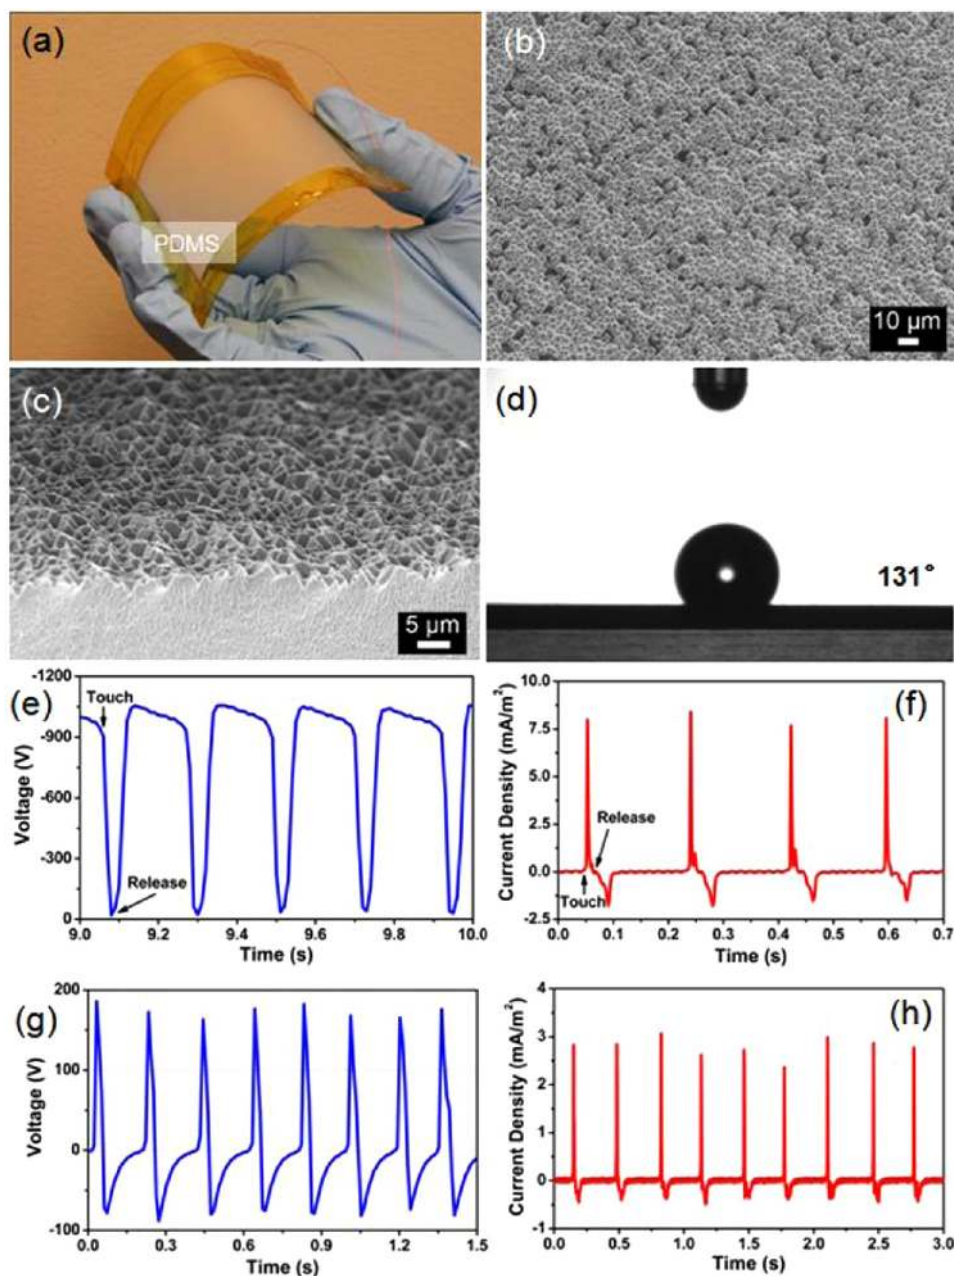 (a)
PDMS
(b)
10 μm
(c)
5 μm
(d)
131°
(e)
-1200
-900
-600
-300
0
Voltage (V)
Touch
Release
9.0 9.2 9.4 9.6 9.8 10.0
Time (s)
(f)
10.0
7.5
5.0
2.5
0.0
-2.5
Current Density (mA/m²)
Release
Touch
0.0 0.1 0.2 0.3 0.4 0.5 0.6 0.7
Time (s)
(g)
200
100
0
-100
Voltage (V)
0.0 0.3 0.6 0.9 1.2 1.5
Time (s)
(h)
4
3
2
1
0
-1
Current Density (mA/m²)
0.0 0.5 1.0 1.5 2.0 2.5 3.0
Time (s)